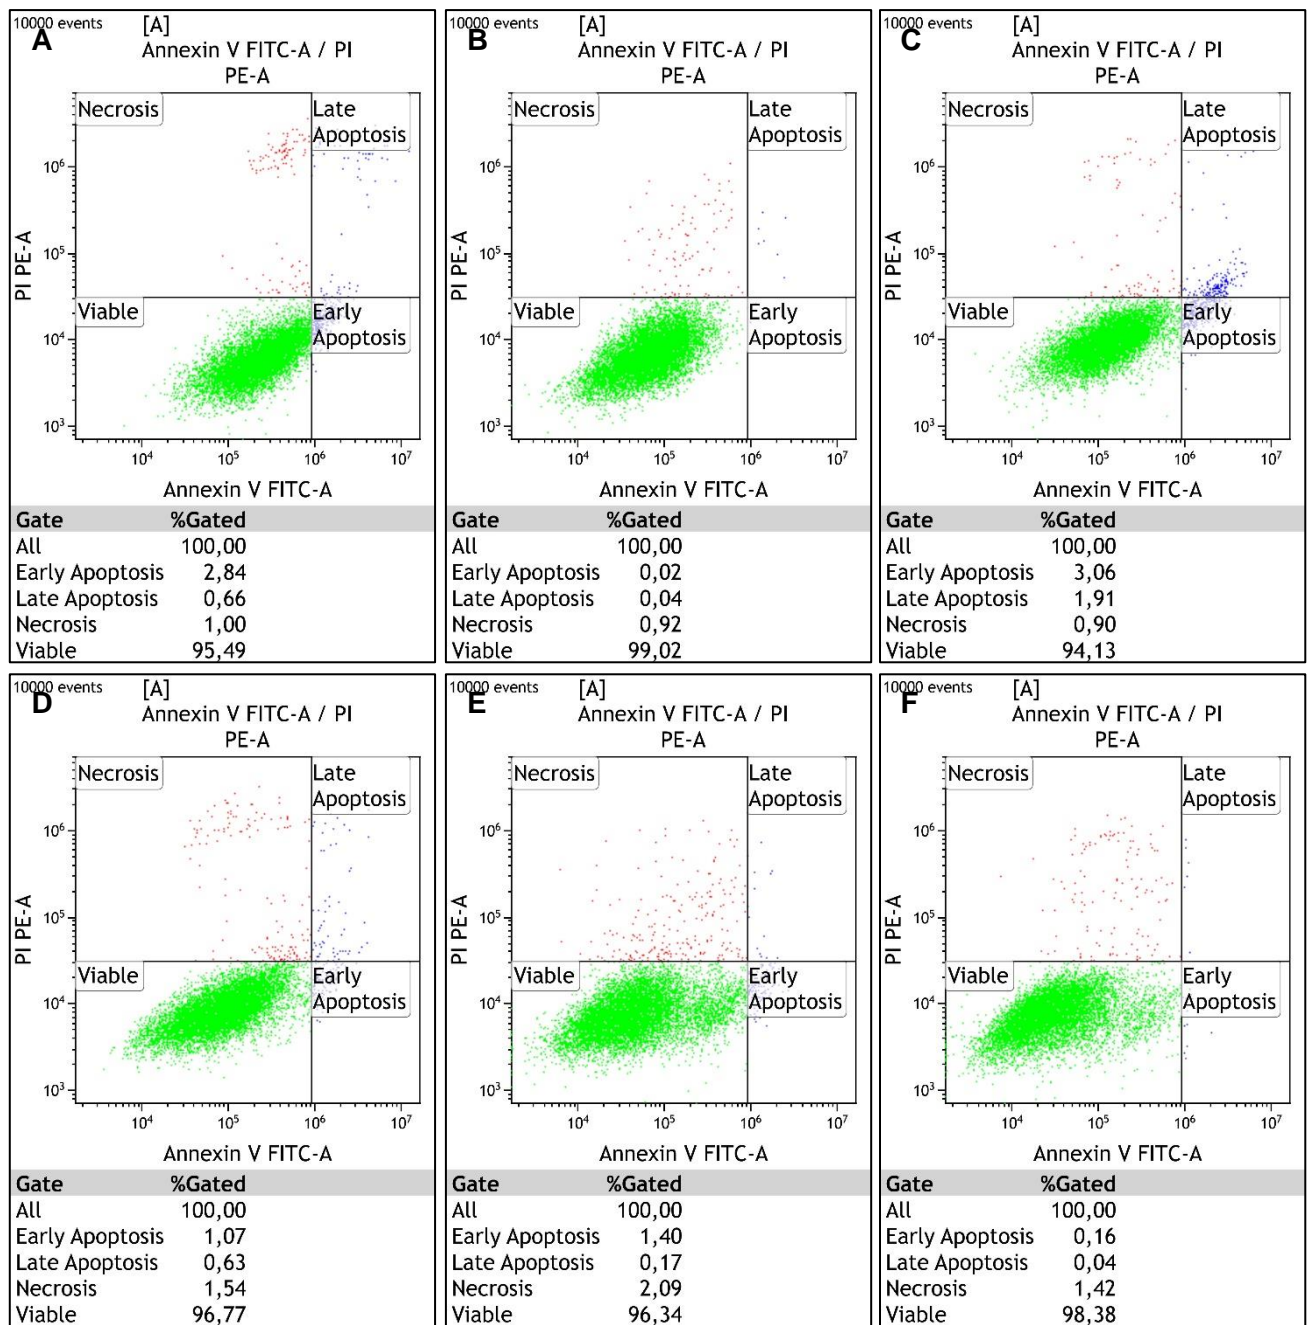 10000 events [A]
A
Annexin V FITC-A / PI
PE-A
Necrosis
Late
Apoptosis
Viable
Early
Apoptosis
PI PE-A
10⁶
10⁵
10⁴
10³
10⁴ 10⁵ 10⁶ 10⁷
Annexin V FITC-A
Gate %Gated
All 100,00
Early Apoptosis 2,84
Late Apoptosis 0,66
Necrosis 1,00
Viable 95,49
10000 events [A]
B
Annexin V FITC-A / PI
PE-A
Necrosis
Late
Apoptosis
Viable
Early
Apoptosis
PI PE-A
10⁶
10⁵
10⁴
10³
10⁴ 10⁵ 10⁶ 10⁷
Annexin V FITC-A
Gate %Gated
All 100,00
Early Apoptosis 0,02
Late Apoptosis 0,04
Necrosis 0,92
Viable 99,02
10000 events [A]
C
Annexin V FITC-A / PI
PE-A
Necrosis
Late
Apoptosis
Viable
Early
Apoptosis
PI PE-A
10⁶
10⁵
10⁴
10³
10⁴ 10⁵ 10⁶ 10⁷
Annexin V FITC-A
Gate %Gated
All 100,00
Early Apoptosis 3,06
Late Apoptosis 1,91
Necrosis 0,90
Viable 94,13
10000 events [A]
D
Annexin V FITC-A / PI
PE-A
Necrosis
Late
Apoptosis
Viable
Early
Apoptosis
PI PE-A
10⁶
10⁵
10⁴
10³
10⁴ 10⁵ 10⁶ 10⁷
Annexin V FITC-A
Gate %Gated
All 100,00
Early Apoptosis 1,07
Late Apoptosis 0,63
Necrosis 1,54
Viable 96,77
10000 events [A]
E
Annexin V FITC-A / PI
PE-A
Necrosis
Late
Apoptosis
Viable
Early
Apoptosis
PI PE-A
10⁶
10⁵
10⁴
10³
10⁴ 10⁵ 10⁶ 10⁷
Annexin V FITC-A
Gate %Gated
All 100,00
Early Apoptosis 1,40
Late Apoptosis 0,17
Necrosis 2,09
Viable 96,34
10000 events [A]
F
Annexin V FITC-A / PI
PE-A
Necrosis
Late
Apoptosis
Viable
Early
Apoptosis
PI PE-A
10⁶
10⁵
10⁴
10³
10⁴ 10⁵ 10⁶ 10⁷
Annexin V FITC-A
Gate %Gated
All 100,00
Early Apoptosis 0,16
Late Apoptosis 0,04
Necrosis 1,42
Viable 98,38